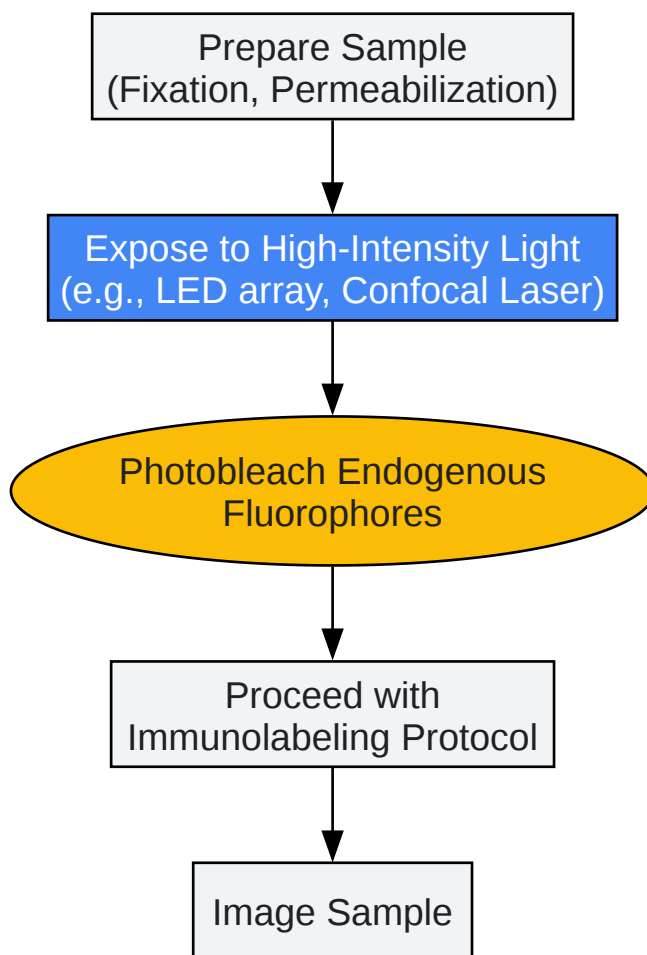 Prepare Sample
(Fixation, Permeabilization)
Expose to High-Intensity Light
(e.g., LED array, Confocal Laser)
Photobleach Endogenous
Fluorophores
Proceed with
Immunolabeling Protocol
Image Sample